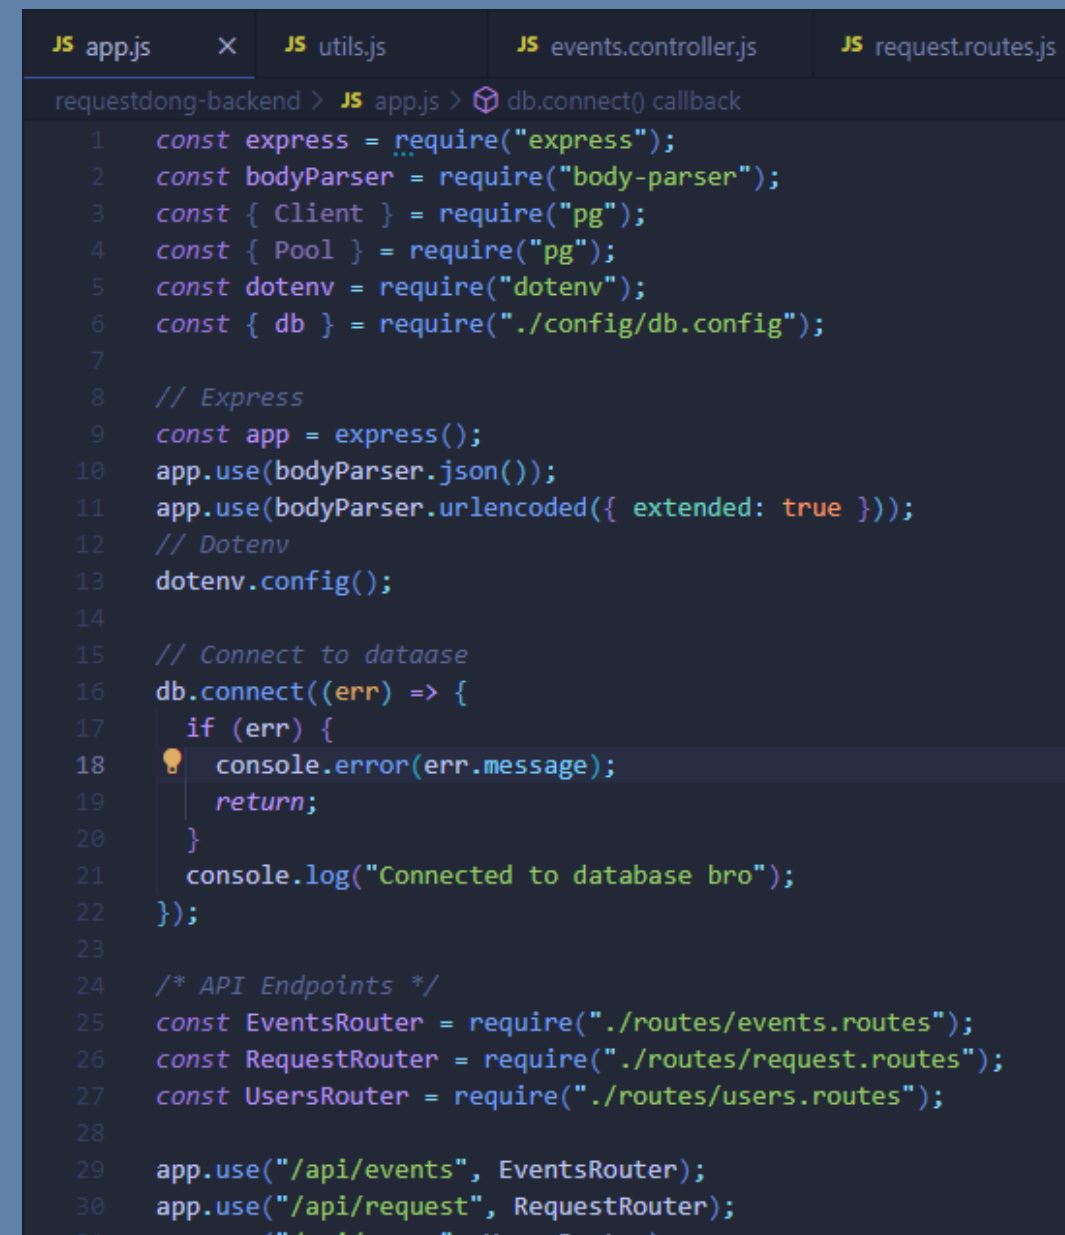 JS app.js × JS utils.js JS events.controller.js JS request.routes.js
requestdong-backend > JS app.js > db.connect() callback
1 const express = require("express");
2 const bodyParser = require("body-parser");
3 const { Client } = require("pg");
4 const { Pool } = require("pg");
5 const dotenv = require("dotenv");
6 const { db } = require("./config/db.config");
7
8 // Express
9 const app = express();
10 app.use(bodyParser.json());
11 app.use(bodyParser.urlencoded({ extended: true }));
12 // Dotenv
13 dotenv.config();
14
15 // Connect to dataase
16 db.connect((err) => {
17 if (err) {
18 console.error(err.message);
19 return;
20 }
21 console.log("Connected to database bro");
22 });
23
24 /* API Endpoints */
25 const EventsRouter = require("./routes/events.routes");
26 const RequestRouter = require("./routes/request.routes");
27 const UsersRouter = require("./routes/users.routes");
28
29 app.use("/api/events", EventsRouter);
30 app.use("/api/request", RequestRouter);